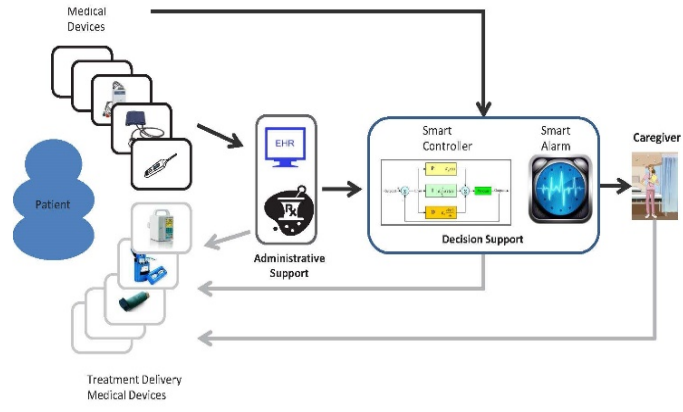 Medical
Devices
EHR
Smart
Controller
Smart
Alarm
Caregiver
Patient
P
I
D
Rx
Decision Support
Administrative
Support
Treatment Delivery
Medical Devices